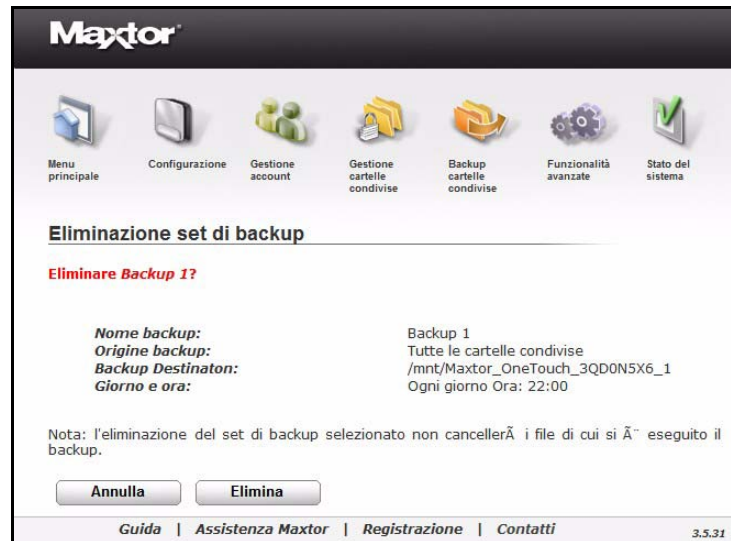 Maxtor
Menu principale
Configurazione
Gestione account
Gestione cartelle condivise
Backup cartelle condivise
Funzionalità avanzate
Stato del sistema
Eliminazione set di backup
Eliminare Backup 1?
Nome backup: Backup 1
Origine backup: Tutte le cartelle condivise
Backup Destinaton: /mnt/Maxtor_OneTouch_3QD0N5X6_1
Giorno e ora: Ogni giorno Ora: 22:00
Nota: l'eliminazione del set di backup selezionato non cancellerÃ i file di cui si Ã¨ eseguito il
backup.
Annulla Elimina
Guida | Assistenza Maxtor | Registrazione | Contatti 3.5.31